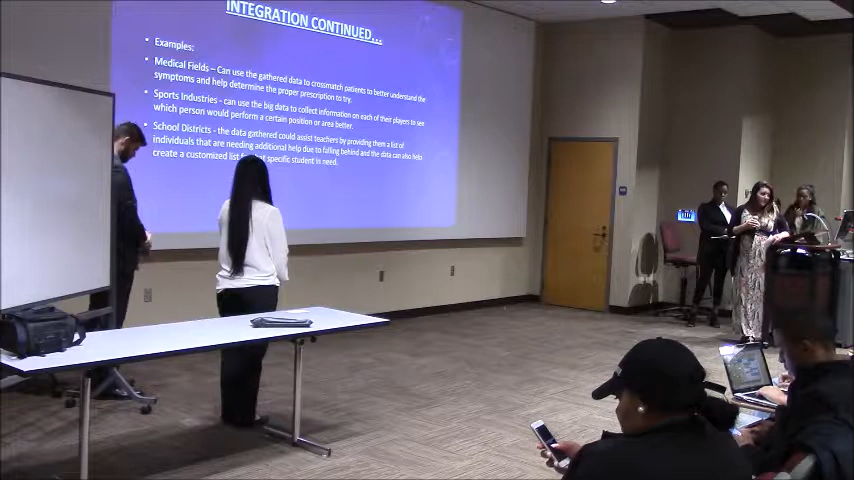 INTEGRATION CONTINUED...
• Examples:
• Medical Fields – Can use the gathered data to crossmatch patients to better understand the
symptoms and help determine the proper prescription to try.
• Sports Industries - can use the big data to collect information on each of their players to see
which person would perform a certain position or area better.
• School Districts - the data gathered could assist teachers by providing them a list of
individuals that are needing additional help due to falling behind and the data can also help
create a customized list for that specific student in need.